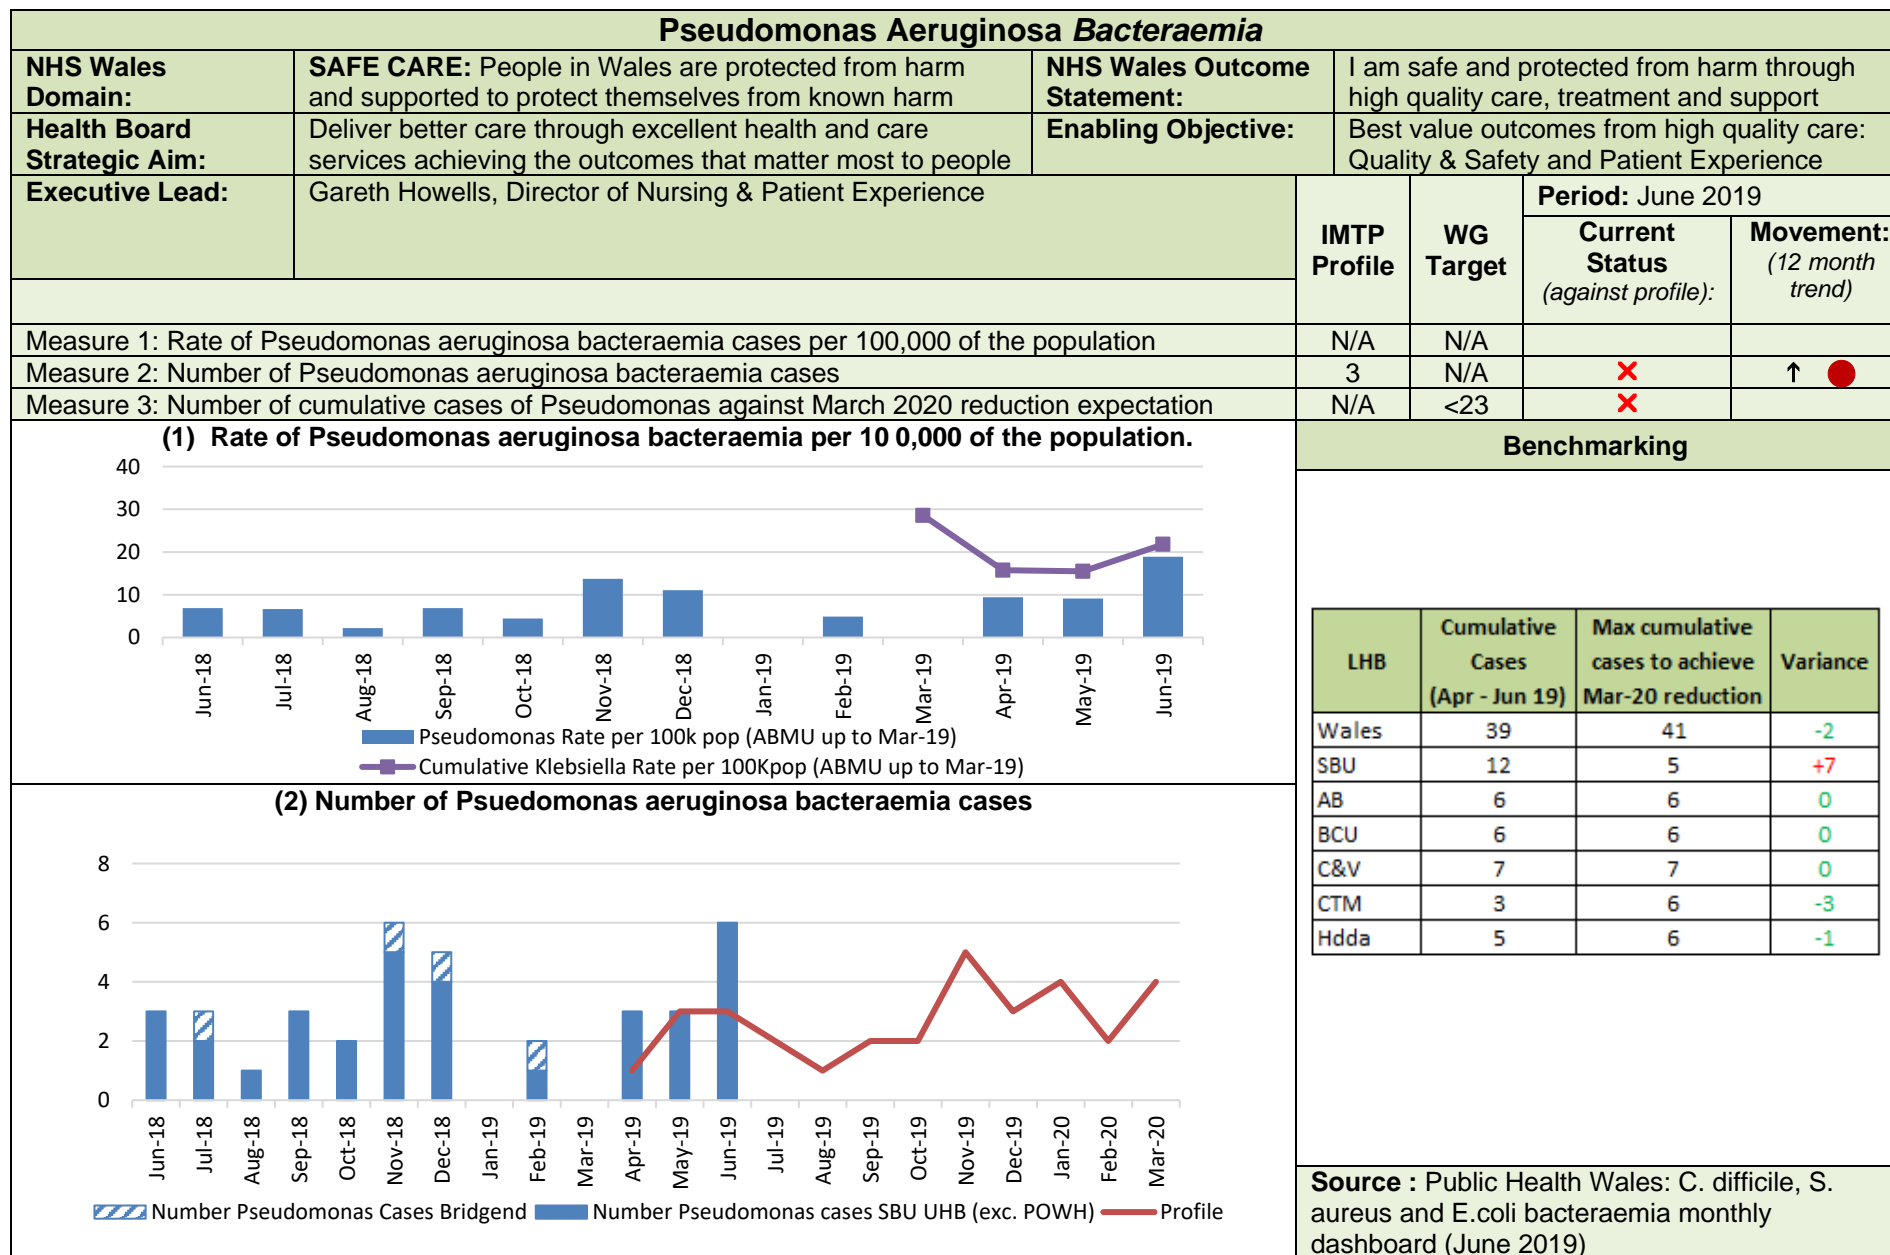 Pseudomonas Aeruginosa Bacteraemia
NHS Wales
Domain:
SAFE CARE: People in Wales are protected from harm
and supported to protect themselves from known harm
NHS Wales Outcome
Statement:
I am safe and protected from harm through
high quality care, treatment and support
Health Board
Strategic Aim:
Deliver better care through excellent health and care
services achieving the outcomes that matter most to people
Enabling Objective:
Best value outcomes from high quality care:
Quality & Safety and Patient Experience
Executive Lead:
Gareth Howells, Director of Nursing & Patient Experience
IMTP
Profile
WG
Target
Period: June 2019
Current
Status
(against profile):
Movement:
(12 month
trend)
Measure 1: Rate of Pseudomonas aeruginosa bacteraemia cases per 100,000 of the population N/A N/A
Measure 2: Number of Pseudomonas aeruginosa bacteraemia cases 3 N/A
Measure 3: Number of cumulative cases of Pseudomonas against March 2020 reduction expectation N/A <23
(1) Rate of Pseudomonas aeruginosa bacteraemia per 10 0,000 of the population.
40
30
20
10
0
Jun-18
Jul-18
Aug-18
Sep-18
Oct-18
Nov-18
Dec-18
Jan-19
Feb-19
Mar-19
Apr-19
May-19
Jun-19
Pseudomonas Rate per 100k pop (ABMU up to Mar-19)
Cumulative Klebsiella Rate per 100Kpop (ABMU up to Mar-19)
(2) Number of Psuedomonas aeruginosa bacteraemia cases
8
6
4
2
0
Jun-18
Jul-18
Aug-18
Sep-18
Oct-18
Nov-18
Dec-18
Jan-19
Feb-19
Mar-19
Apr-19
May-19
Jun-19
Jul-19
Aug-19
Sep-19
Oct-19
Nov-19
Dec-19
Jan-20
Feb-20
Mar-20
Number Pseudomonas Cases Bridgend Number Pseudomonas cases SBU UHB (exc. POWH) Profile
Benchmarking
LHB
Cumulative
Cases
(Apr - Jun 19)
Max cumulative
cases to achieve
Mar-20 reduction
Variance
Wales 39 41 -2
SBU 12 5 +7
AB 6 6 0
BCU 6 6 0
C&V 7 7 0
CTM 3 6 -3
Hdda 5 6 -1
Source : Public Health Wales: C. difficile, S.
aureus and E.coli bacteraemia monthly
dashboard (June 2019)